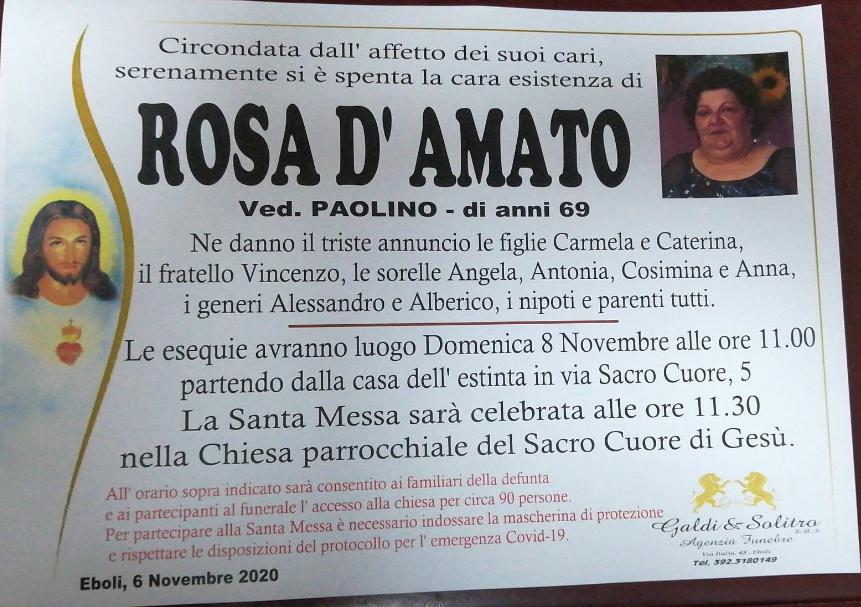 Circondata dall' affetto dei suoi cari,
serenamente si è spenta la cara esistenza di
ROSA D' AMATO
Ved. PAOLINO - di anni 69
Ne danno il triste annuncio le figlie Carmela e Caterina,
il fratello Vincenzo, le sorelle Angela, Antonia, Cosimina e Anna,
i generi Alessandro e Alberico, i nipoti e parenti tutti.
Le esequie avranno luogo Domenica 8 Novembre alle ore 11.00
partendo dalla casa dell' estinta in via Sacro Cuore, 5
La Santa Messa sarà celebrata alle ore 11.30
nella Chiesa parrocchiale del Sacro Cuore di Gesù.
All' orario sopra indicato sarà consentito ai familiari della defunta
e ai partecipanti al funerale l' accesso alla chiesa per circa 90 persone.
Per partecipare alla Santa Messa è necessario indossare la mascherina di protezione
e rispettare le disposizioni del protocollo per l' emergenza Covid-19.
Galdi & Solitro
s.a.s
Agenzia Funebre
Via Italia, 48 - Eboli
Tel. 392.3180149
Eboli, 6 Novembre 2020